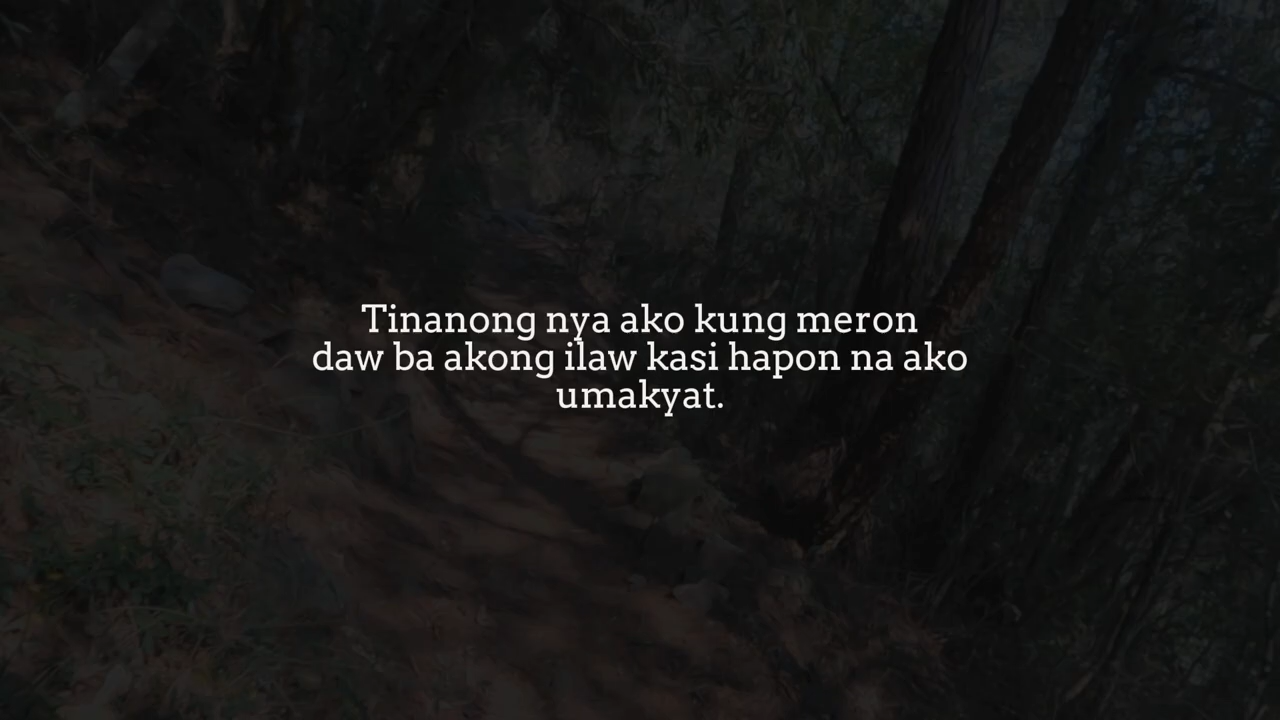 Tinanong nya ako kung meron
daw ba akong ilaw kasi hapon na ako
umakyat.